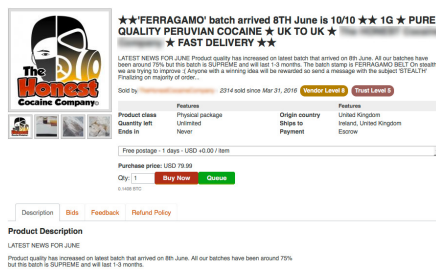 ★★'FERRAGAMO' batch arrived 8TH June is 10/10 ★★ 1G ★ PURE
QUALITY PERUVIAN COCAINE ★ UK TO UK ★
★ FAST DELIVERY ★★
LATEST NEWS FOR JUNE Product quality has increased on latest batch that arrived on 8th June. All our batches have
been around 75% but this batch is SUPREME and will last 1-3 months. The batch stamp is FERRAGAMO BELT On stealth
we are trying to improve :( Anyone with a winning idea will be rewarded so send a message with the subject 'STEALTH'
Finalizing on majority of order...
The
Honest
Cocaine Company
Sold by - 2314 sold since Mar 31, 2016 Vendor Level 8 Trust Level 5
Features Features
Product class Physical package Origin country United Kingdom
Quantity left Unlimited Ships to Ireland, United Kingdom
Ends in Never Payment Escrow
Free postage - 1 days - USD +0.00 / item
Purchase price: USD 79.99
Qty: 1 Buy Now Queue
Description Bids Feedback Refund Policy
Product Description
LATEST NEWS FOR JUNE
Product quality has increased on latest batch that arrived on 8th June. All our batches have been around 75%
but this batch is SUPREME and will last 1-3 months.